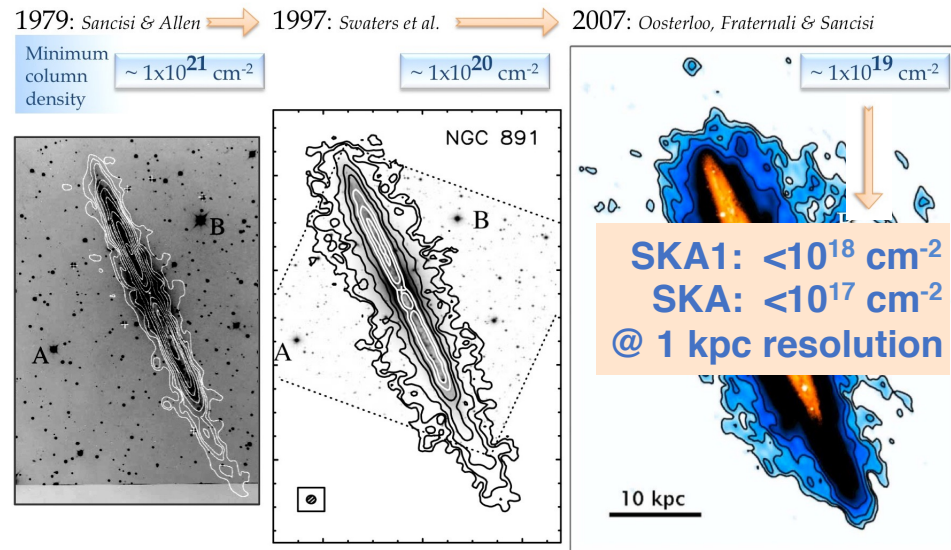 1979: Sancisi & Allen
1997: Swaters et al.
2007: Oosterloo, Fraternali & Sancisi
Minimum
column
density
~ 1x10²¹ cm⁻²
~ 1x10²⁰ cm⁻²
~ 1x10¹⁹ cm⁻²
B
A
NGC 891
B
A
SKA1: <10¹⁸ cm⁻²
SKA: <10¹⁷ cm⁻²
@ 1 kpc resolution
10 kpc